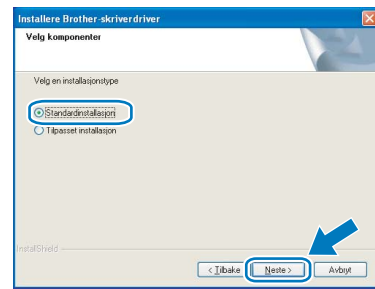 Installere Brother-skriverdriver
Velg komponenter
Velg en installasjonstype
Standardinstallasjon
Tilpasset installasjon
InstallShield
< Tilbake Neste > Avbryt